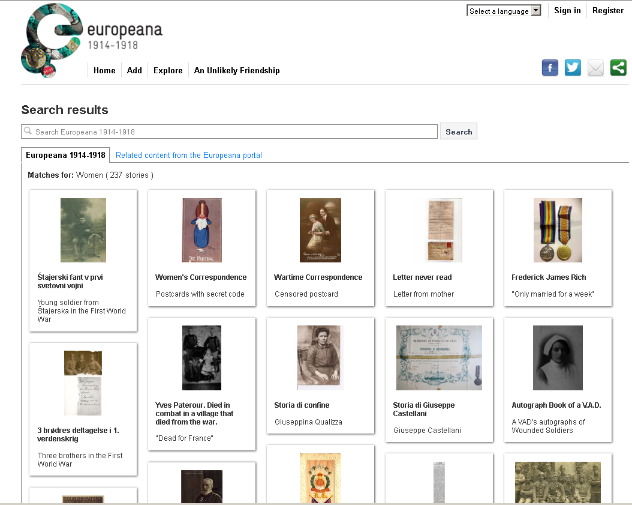 Select a language
Sign in
Register
europeana
1914-1918
Home
Add
Explore
An Unlikely Friendship
Search results
Search Europeana 1914-1918
Search
Europeana 1914-1918
Related content from the Europeana portal
Matches for: Women ( 237 stories )
Štajerski fant v prvi
svetovni vojni
Young soldier from
Štajerska in the First World
War
Women's Correspondence
Postcards with secret code
Wartime Correspondence
Censored postcard
Letter never read
Letter from mother
Frederick James Rich
"Only married for a week"
3 brødres deltagelse i 1.
verdenskrig
Three brothers in the First
World War
Yves Paterour. Died in
combat in a village that
died from the war.
"Dead for France"
Storia di confine
Giuseppina Qualizza
Storia di Giuseppe
Castellani
Giuseppe Castellani
Autograph Book of a V.A.D.
A VAD's autographs of
Wounded Soldiers